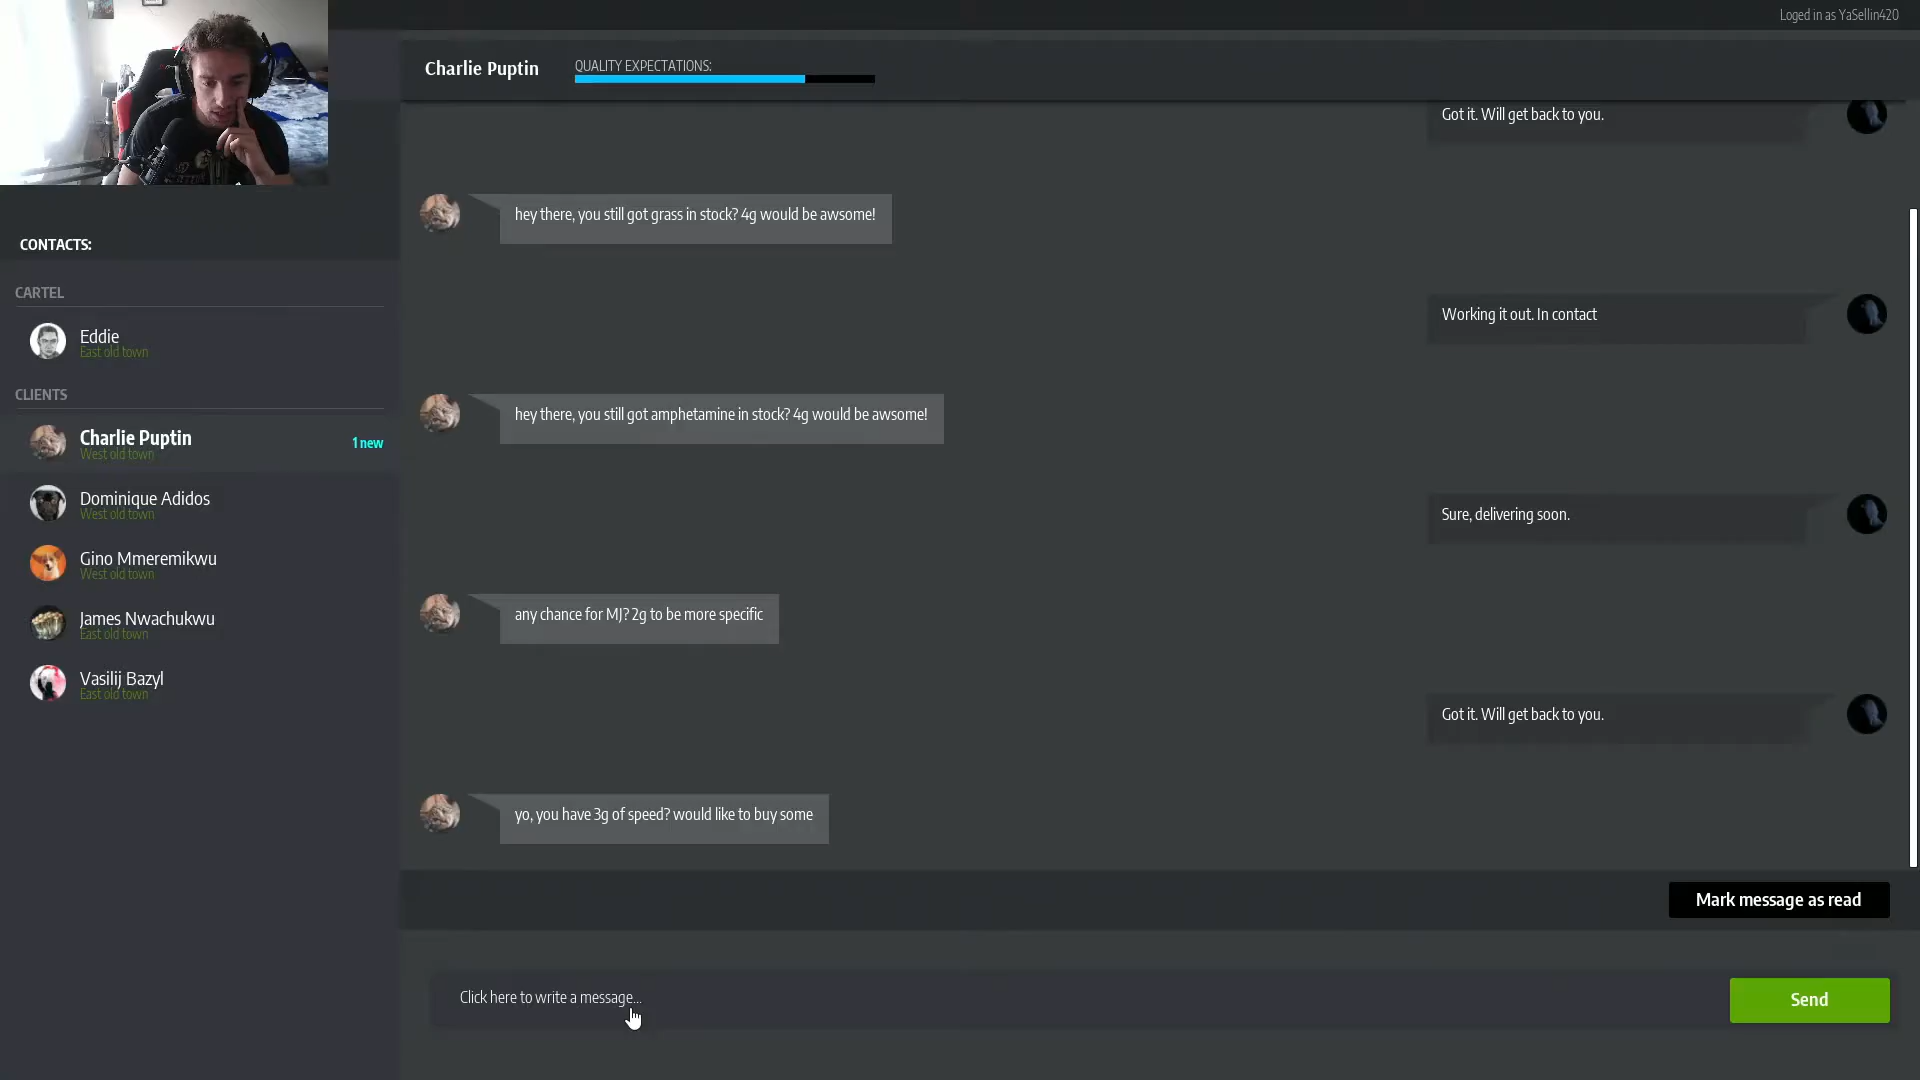 Loged in as YaSellin420
Charlie Puptin
QUALITY EXPECTATIONS:
Got it. Will get back to you.
hey there, you still got grass in stock? 4g would be awsome!
CONTACTS:
CARTEL
Working it out. In contact
Eddie
East old town
CLIENTS
hey there, you still got amphetamine in stock? 4g would be awsome!
Charlie Puptin
1 new
West old town
Dominique Adidos
West old town
Sure, delivering soon.
Gino Mmeremikwu
West old town
James Nwachukwu
East old town
any chance for MJ? 2g to be more specific
Vasilij Bazyl
East old town
Got it. Will get back to you.
yo, you have 3g of speed? would like to buy some
Mark message as read
Click here to write a message...
Send